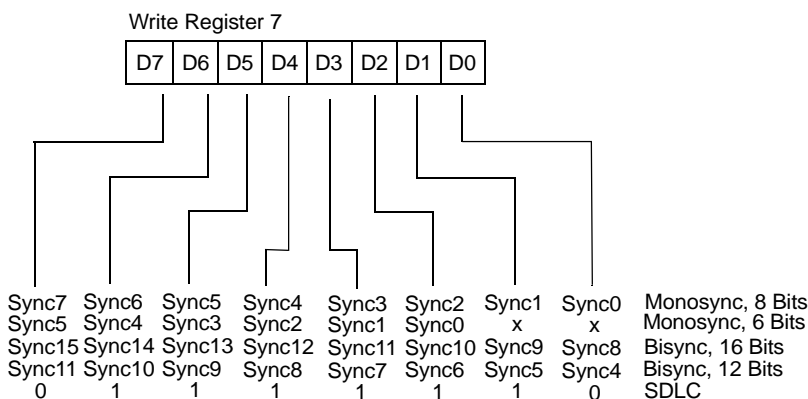 Write Register 7
D7 D6 D5 D4 D3 D2 D1 D0
Sync7 Sync6 Sync5 Sync4 Sync3 Sync2 Sync1 Sync0 Monosync, 8 Bits
Sync5 Sync4 Sync3 Sync2 Sync1 Sync0 x x Monosync, 6 Bits
Sync15 Sync14 Sync13 Sync12 Sync11 Sync10 Sync9 Sync8 Bisync, 16 Bits
Sync11 Sync10 Sync9 Sync8 Sync7 Sync6 Sync5 Sync4 Bisync, 12 Bits
0 1 1 1 1 1 1 0 SDLC